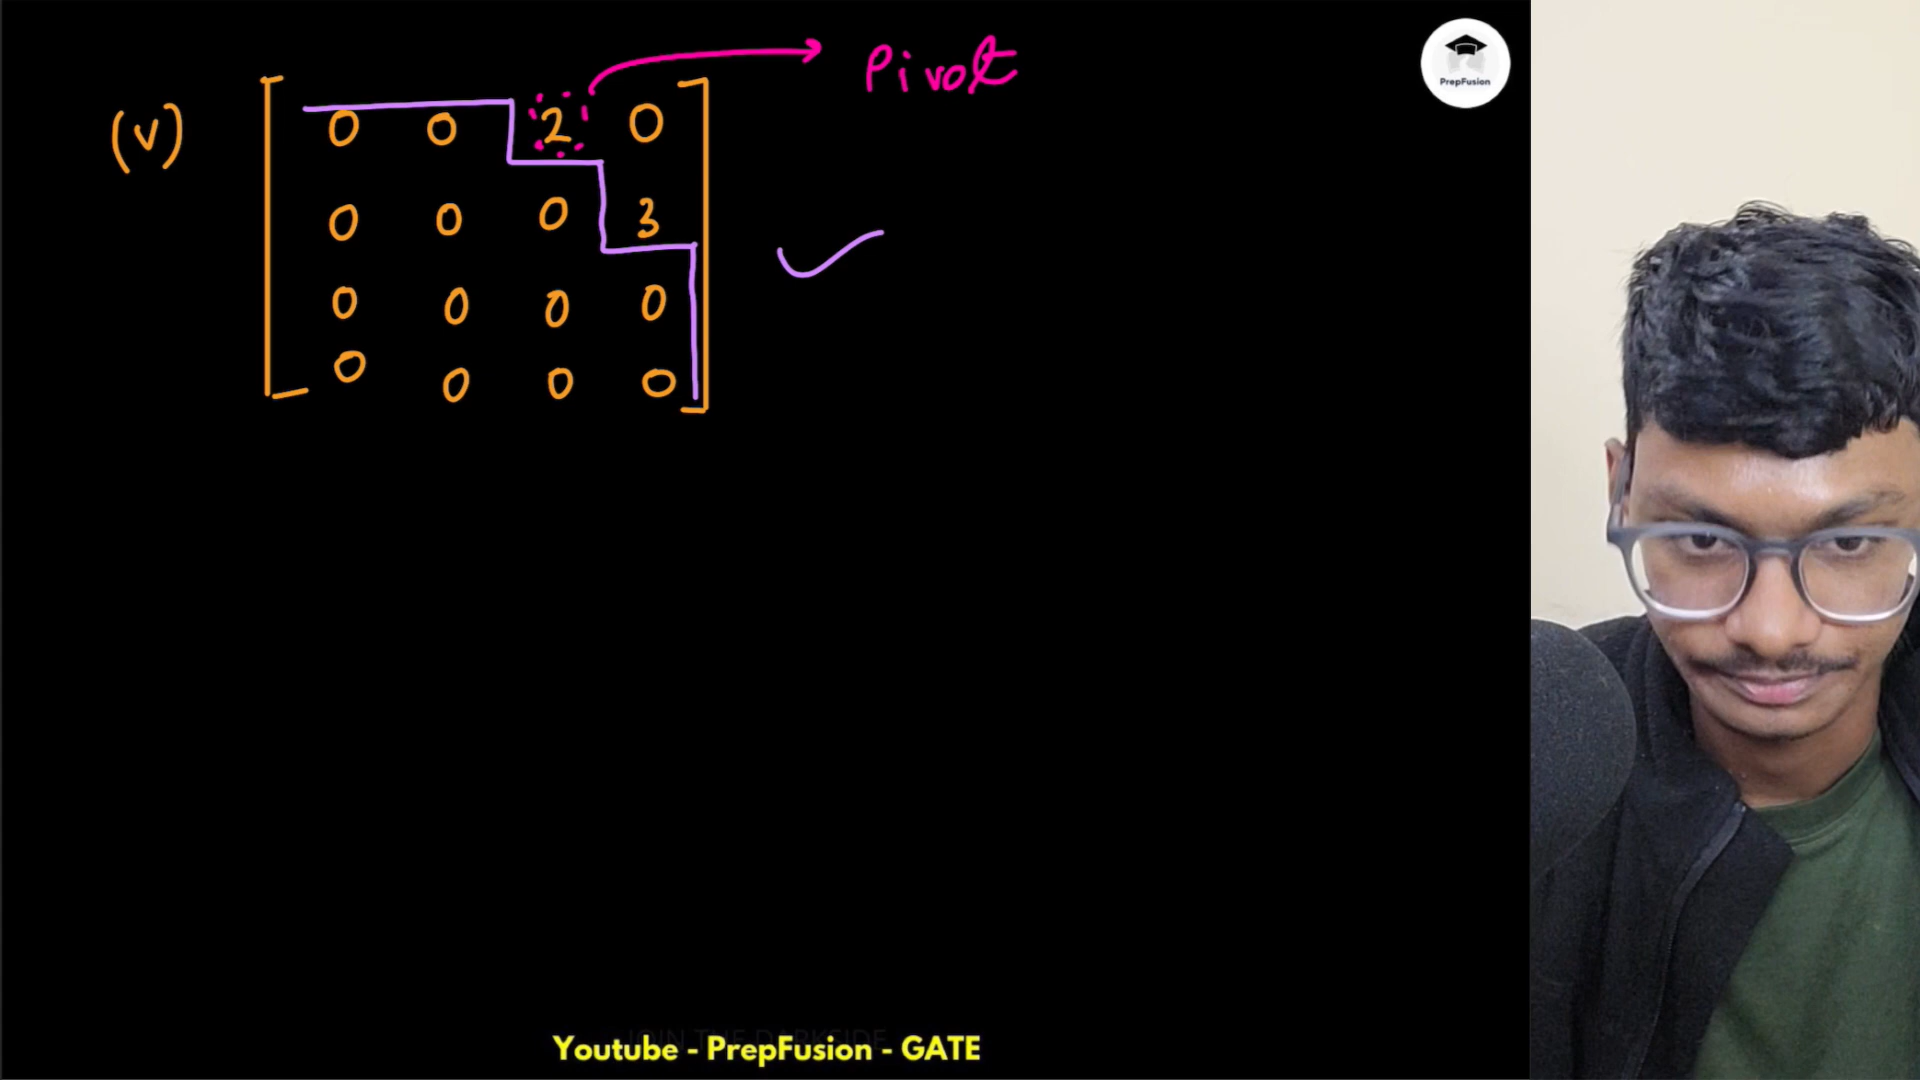 Pivot
PrepFusion
(v) 0 0 2 0
0 0 0 3
0 0 0 0
0 0 0 0
Youtube - PrepFusion - GATE